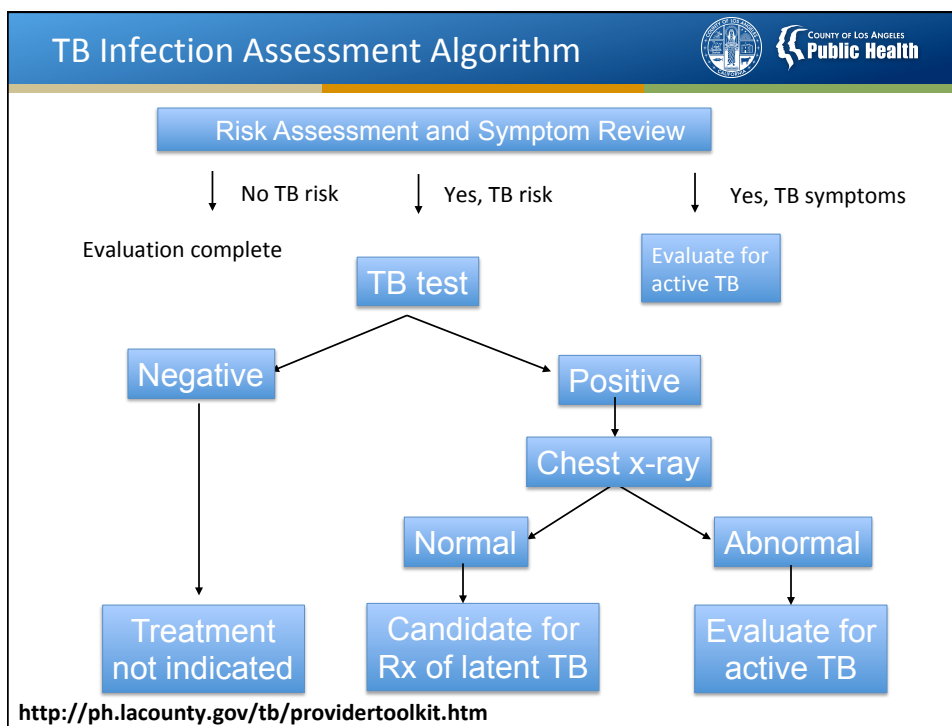 TB Infection Assessment Algorithm
COUNTY OF LOS ANGELES
Public Health
Risk Assessment and Symptom Review
No TB risk
Yes, TB risk
Yes, TB symptoms
Evaluation complete
Evaluate for
active TB
TB test
Negative
Positive
Chest x-ray
Normal
Abnormal
Treatment
not indicated
Candidate for
Rx of latent TB
Evaluate for
active TB
http://ph.lacounty.gov/tb/providertoolkit.htm